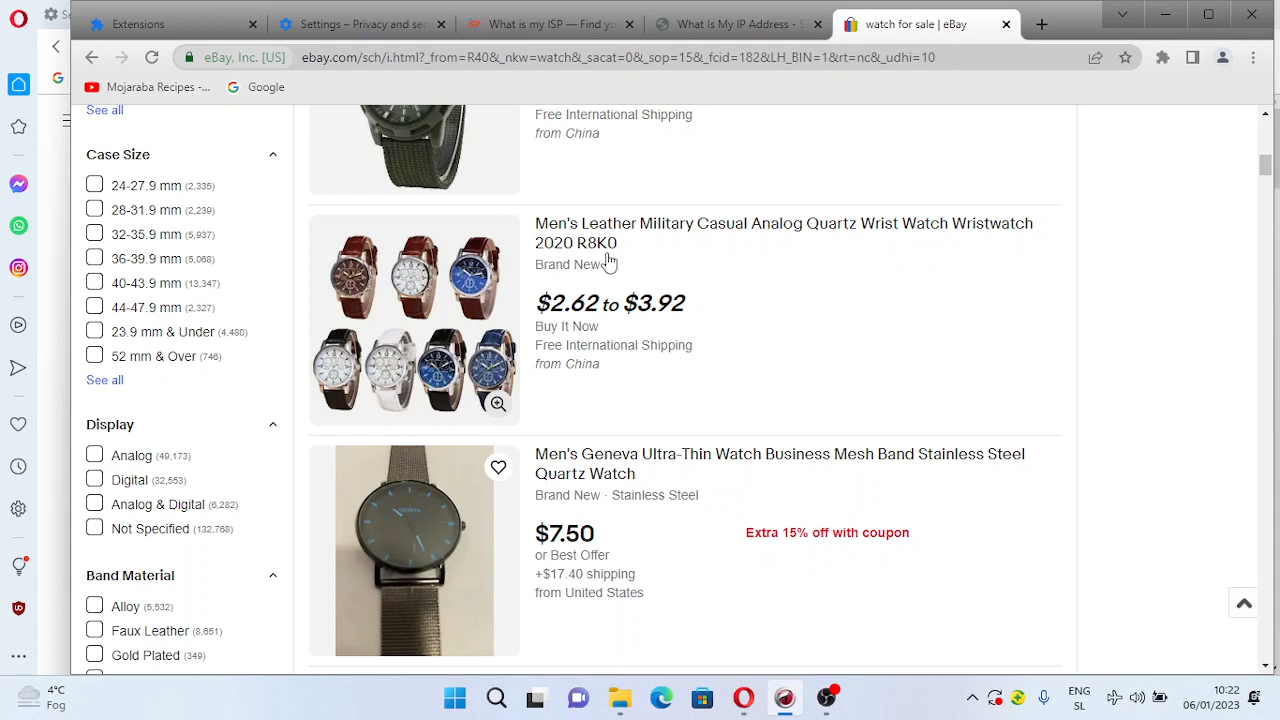 Se
Extensions
Settings – Privacy and sec
What is my ISP — Find yo
What Is My IP Address -
watch for sale | eBay
eBay, Inc. [US]
ebay.com/sch/i.html?_from=R40&_nkw=watch&_sacat=0&_sop=15&_fcid=182&LH_BIN=1&rt=nc&_udhi=10
Mojaraba Recipes -...
Google
See all
Case Size
24-27.9 mm (2,335)
28-31.9 mm (2,239)
32-35.9 mm (5,937)
36-39.9 mm (5,068)
40-43.9 mm (13,347)
44-47.9 mm (2,327)
23.9 mm & Under (4,480)
52 mm & Over (746)
See all
Display
Analog (49,173)
Digital (32,553)
Analog & Digital (6,282)
Not Specified (132,768)
Band Material
Alloy (5,532)
Faux Leather (8,651)
Gold Plated (349)
Free International Shipping
from China
Men's Leather Military Casual Analog Quartz Wrist Watch Wristwatch
2020 R8K0
Brand New
$2.62 to $3.92
Buy It Now
Free International Shipping
from China
Men's Geneva Ultra-Thin Watch Business Mesh Band Stainless Steel
Quartz Watch
Brand New · Stainless Steel
$7.50
Extra 15% off with coupon
or Best Offer
+$17.40 shipping
from United States
GENEVA
4°C
Fog
ENG
SL
10:22
06/01/2023